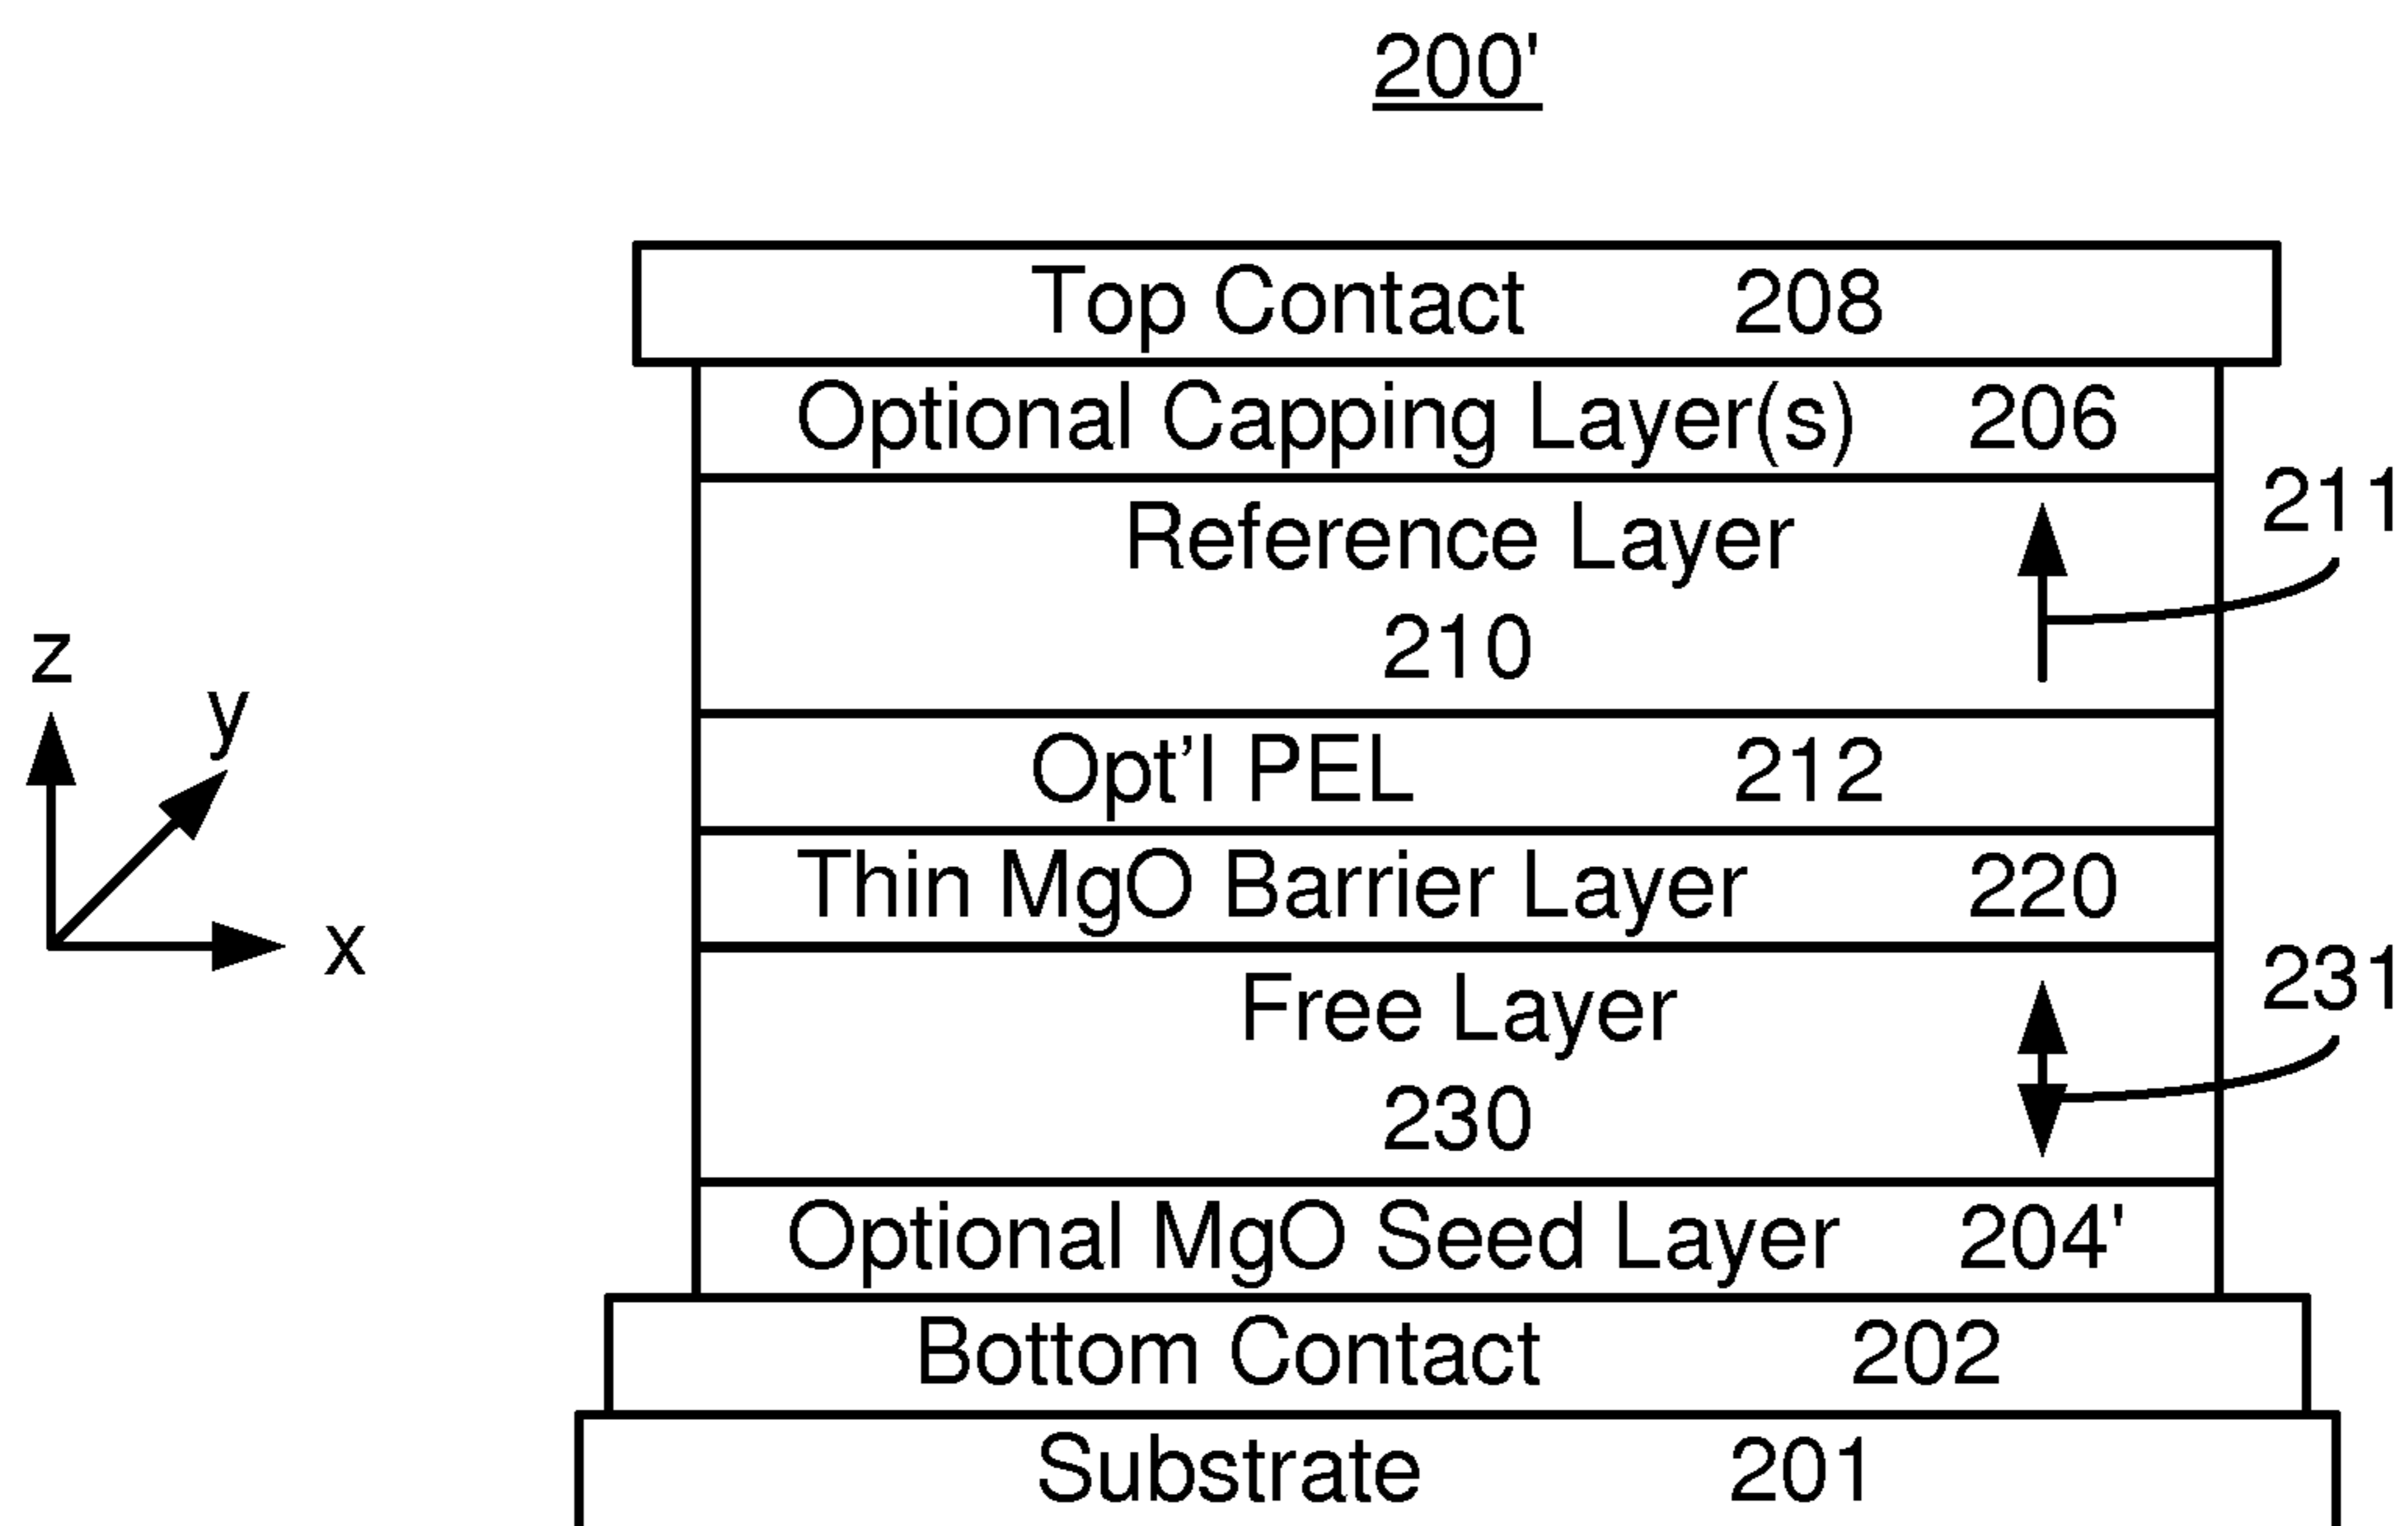 200'
Top Contact 208
Optional Capping Layer(s) 206
211
Reference Layer
210
z
y
x
Opt'l PEL 212
Thin MgO Barrier Layer 220
231
Free Layer
230
Optional MgO Seed Layer 204'
Bottom Contact 202
Substrate 201